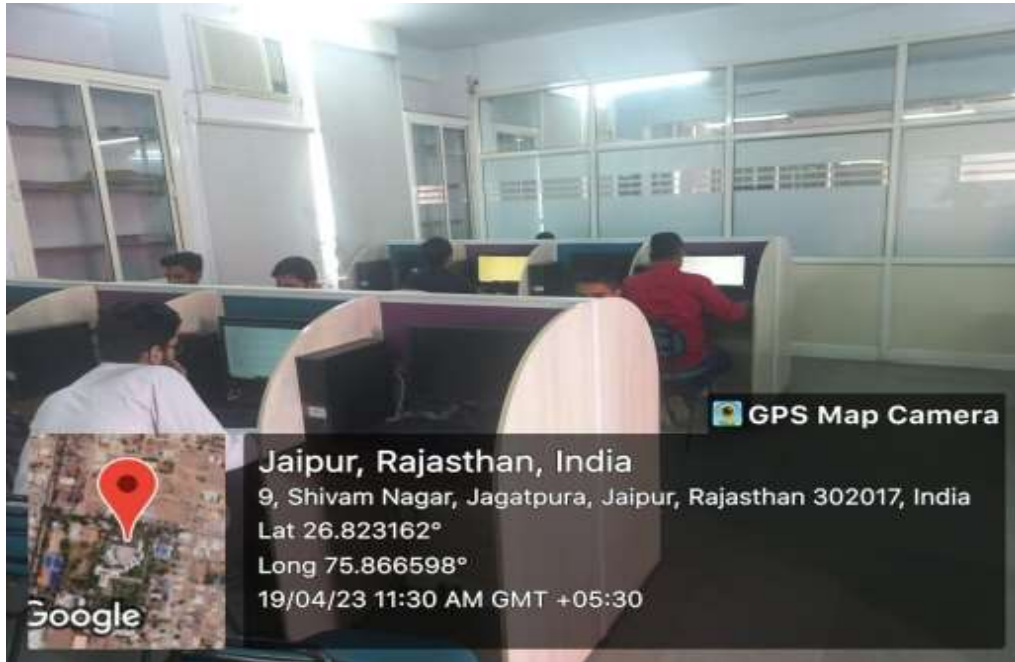 GPS Map Camera
Jaipur, Rajasthan, India
9, Shivam Nagar, Jagatpura, Jaipur, Rajasthan 302017, India
Lat 26.823162°
Long 75.866598°
19/04/23 11:30 AM GMT +05:30
Google